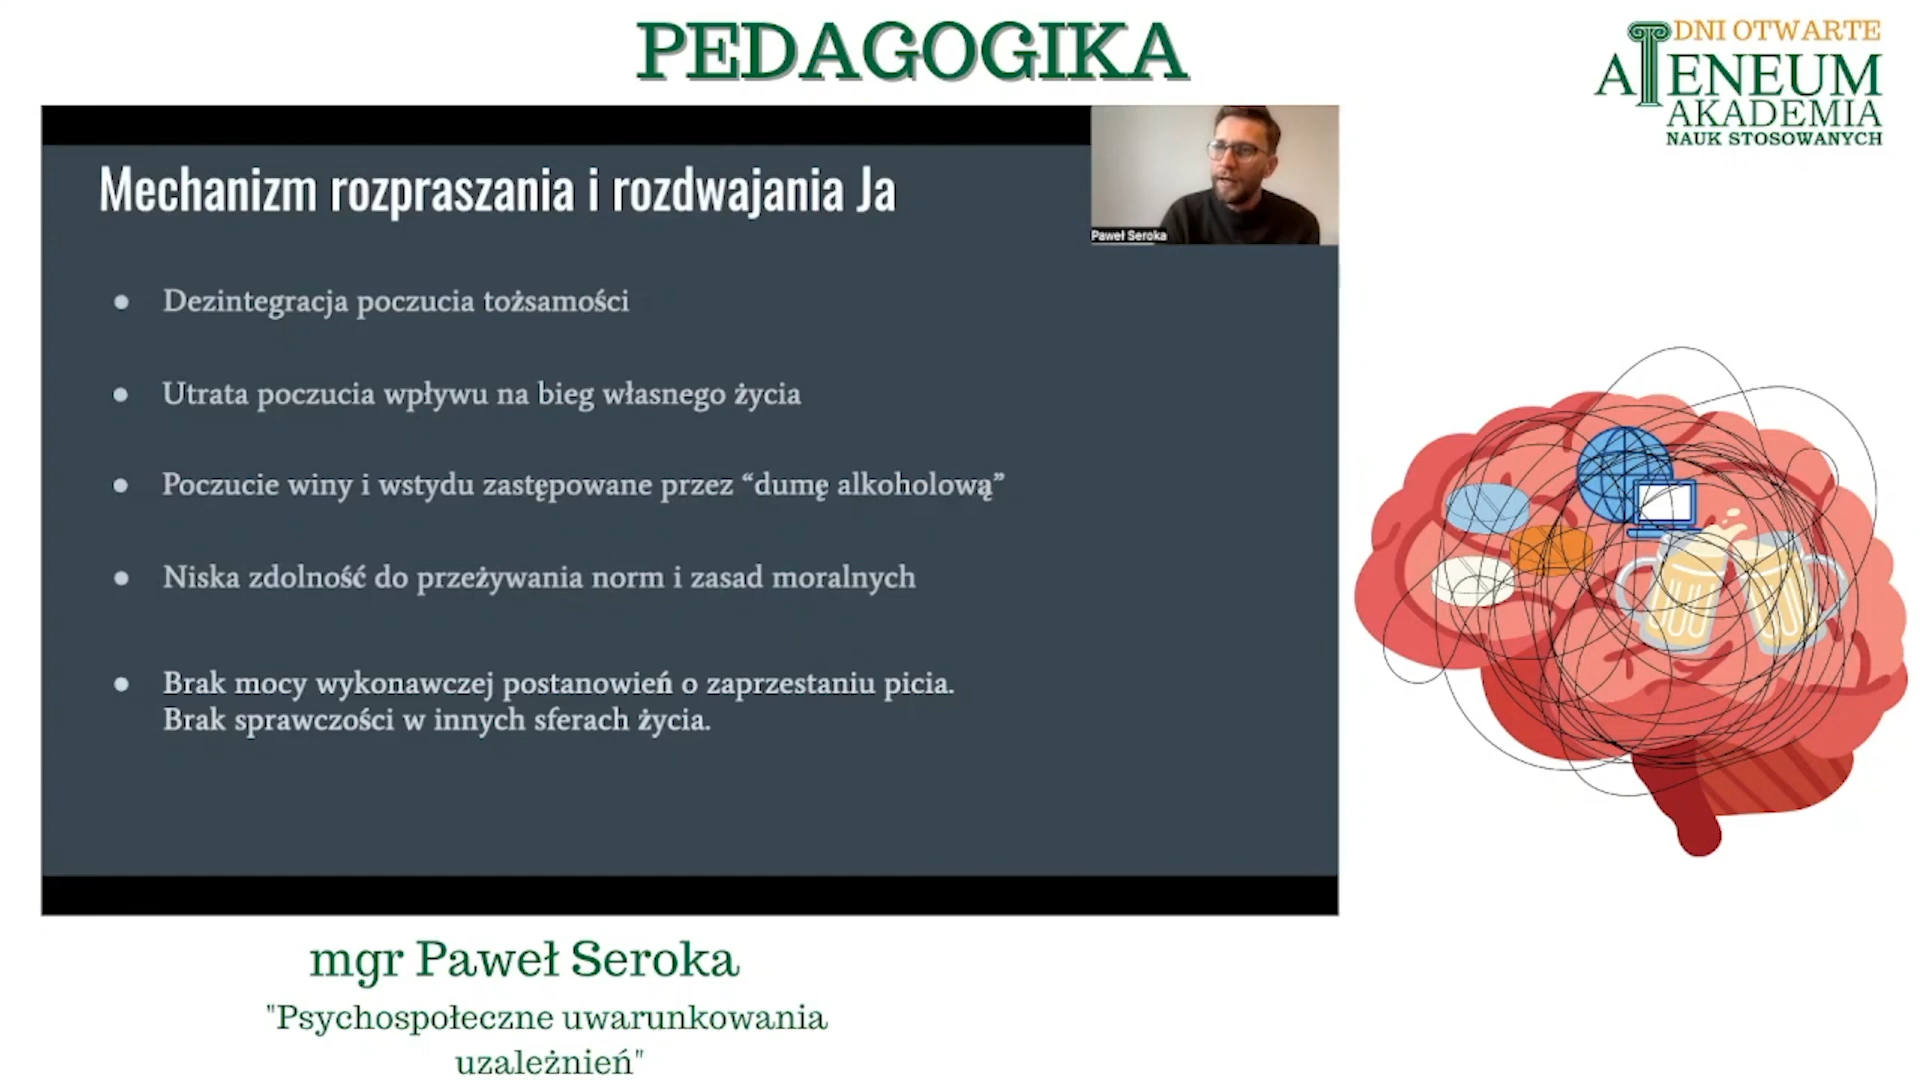 PEDAGOGIKA
DNI OTWARTE
ATENEUM
AKADEMIA
NAUK STOSOWANYCH
Mechanizm rozpraszania i rozdwajania Ja
Paweł Seroka
● Dezintegracja poczucia tożsamości
● Utrata poczucia wpływu na bieg własnego życia
● Poczucie winy i wstydu zastępowane przez “dumę alkoholową”
● Niska zdolność do przeżywania norm i zasad moralnych
● Brak mocy wykonawczej postanowień o zaprzestaniu picia.
Brak sprawczości w innych sferach życia.
mgr Paweł Seroka
"Psychospołeczne uwarunkowania
uzależnień"